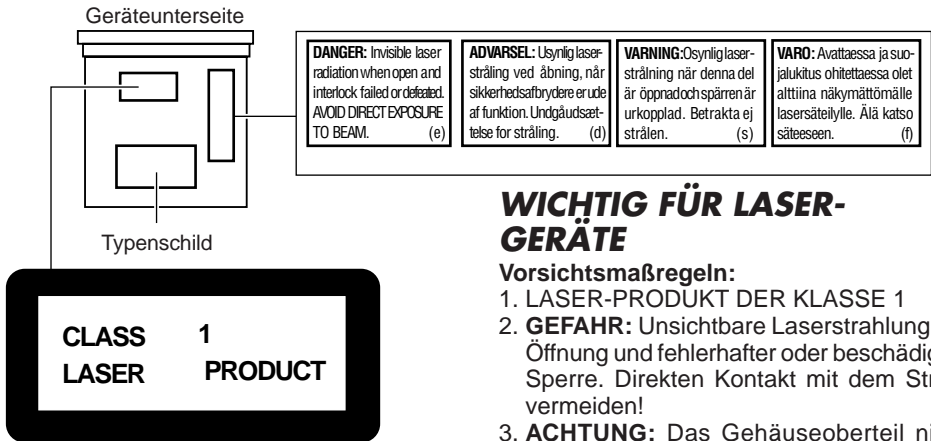 Geräteunterseite
DANGER: Invisible laser
radiation when open and
interlock failed or defeated.
AVOID DIRECT EXPOSURE
TO BEAM. (e)
ADVARSEL: Usynlig laser-
stråling ved åbning, når
sikkerhedsafbrydere er ude
af funktion. Undgå udsæt-
telse for stråling. (d)
VARNING: Osynlig laser-
strålning när denna del
är öppnad och spärren är
urkopplad. Betrakta ej
strålen. (s)
VARO: Avattaessa ja suo-
jalukitus ohitettaessa olet
alttiina näkymättömälle
lasersäteilylle. Älä katso
säteeseen. (f)
Typenschild
CLASS 1
LASER PRODUCT
WICHTIG FÜR LASER-
GERÄTE
Vorsichtsmaßregeln:
1. LASER-PRODUKT DER KLASSE 1
2. GEFAHR: Unsichtbare Laserstrahlung
Öffnung und fehlerhafter oder
Sperre. Direkten Kontakt mit dem
vermeiden!
3. ACHTUNG: Das Gehäuseoberteil